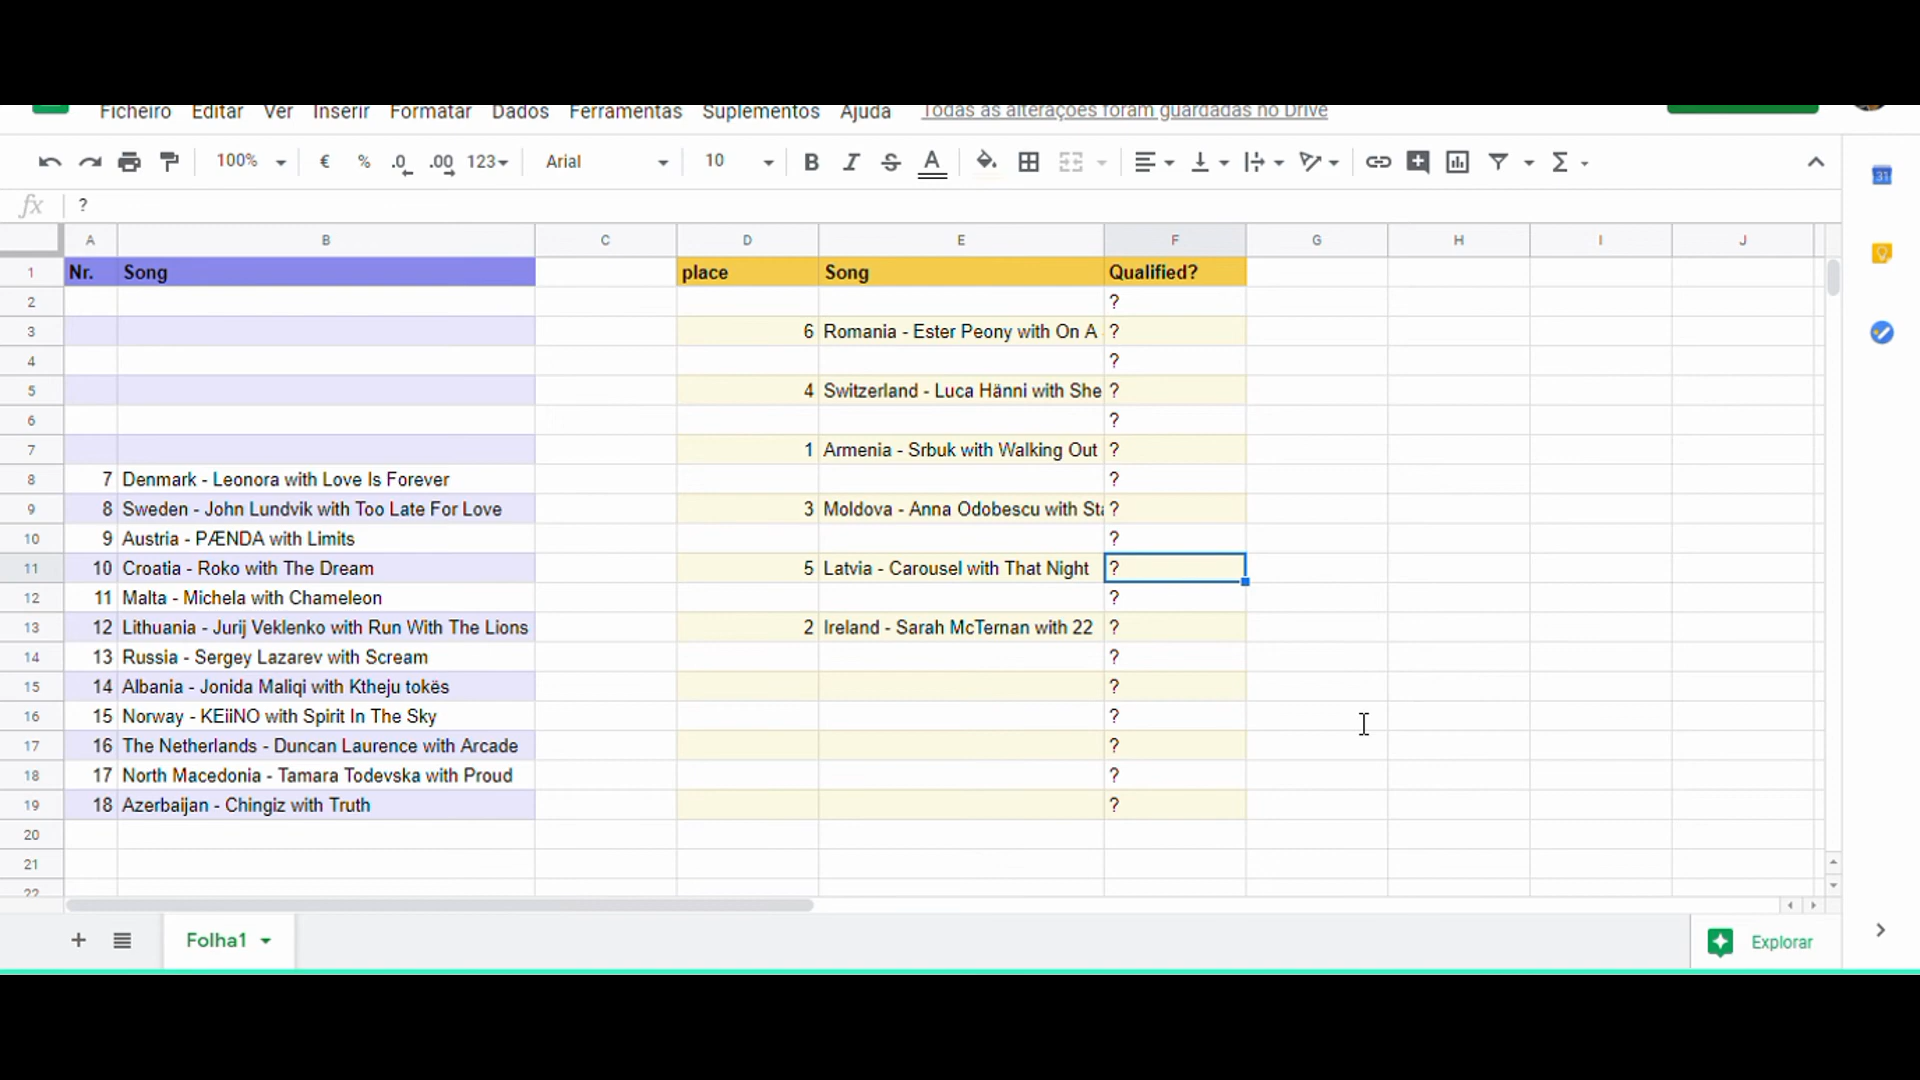 Ficheiro Editar Ver Inserir Formatar Dados Ferramentas Suplementos Ajuda Todas as alterações foram guardadas no Drive
100% € % .0 .00 123 Arial 10 B I S A Σ 31
fx ?
A B C D E F G H I J
1 Nr. Song place Song Qualified?
2 ?
3 6 Romania - Ester Peony with On A ?
4 ?
5 4 Switzerland - Luca Hänni with She ?
6 ?
7 1 Armenia - Srbuk with Walking Out ?
8 7 Denmark - Leonora with Love Is Forever ?
9 8 Sweden - John Lundvik with Too Late For Love 3 Moldova - Anna Odobescu with Sta ?
10 9 Austria - PÆNDA with Limits ?
11 10 Croatia - Roko with The Dream 5 Latvia - Carousel with That Night ?
12 11 Malta - Michela with Chameleon ?
13 12 Lithuania - Jurij Veklenko with Run With The Lions 2 Ireland - Sarah McTernan with 22 ?
14 13 Russia - Sergey Lazarev with Scream ?
15 14 Albania - Jonida Maliqi with Ktheju tokës ?
16 15 Norway - KEiiNO with Spirit In The Sky ?
17 16 The Netherlands - Duncan Laurence with Arcade ?
18 17 North Macedonia - Tamara Todevska with Proud ?
19 18 Azerbaijan - Chingiz with Truth ?
20
21
22
Folha1 Explorar